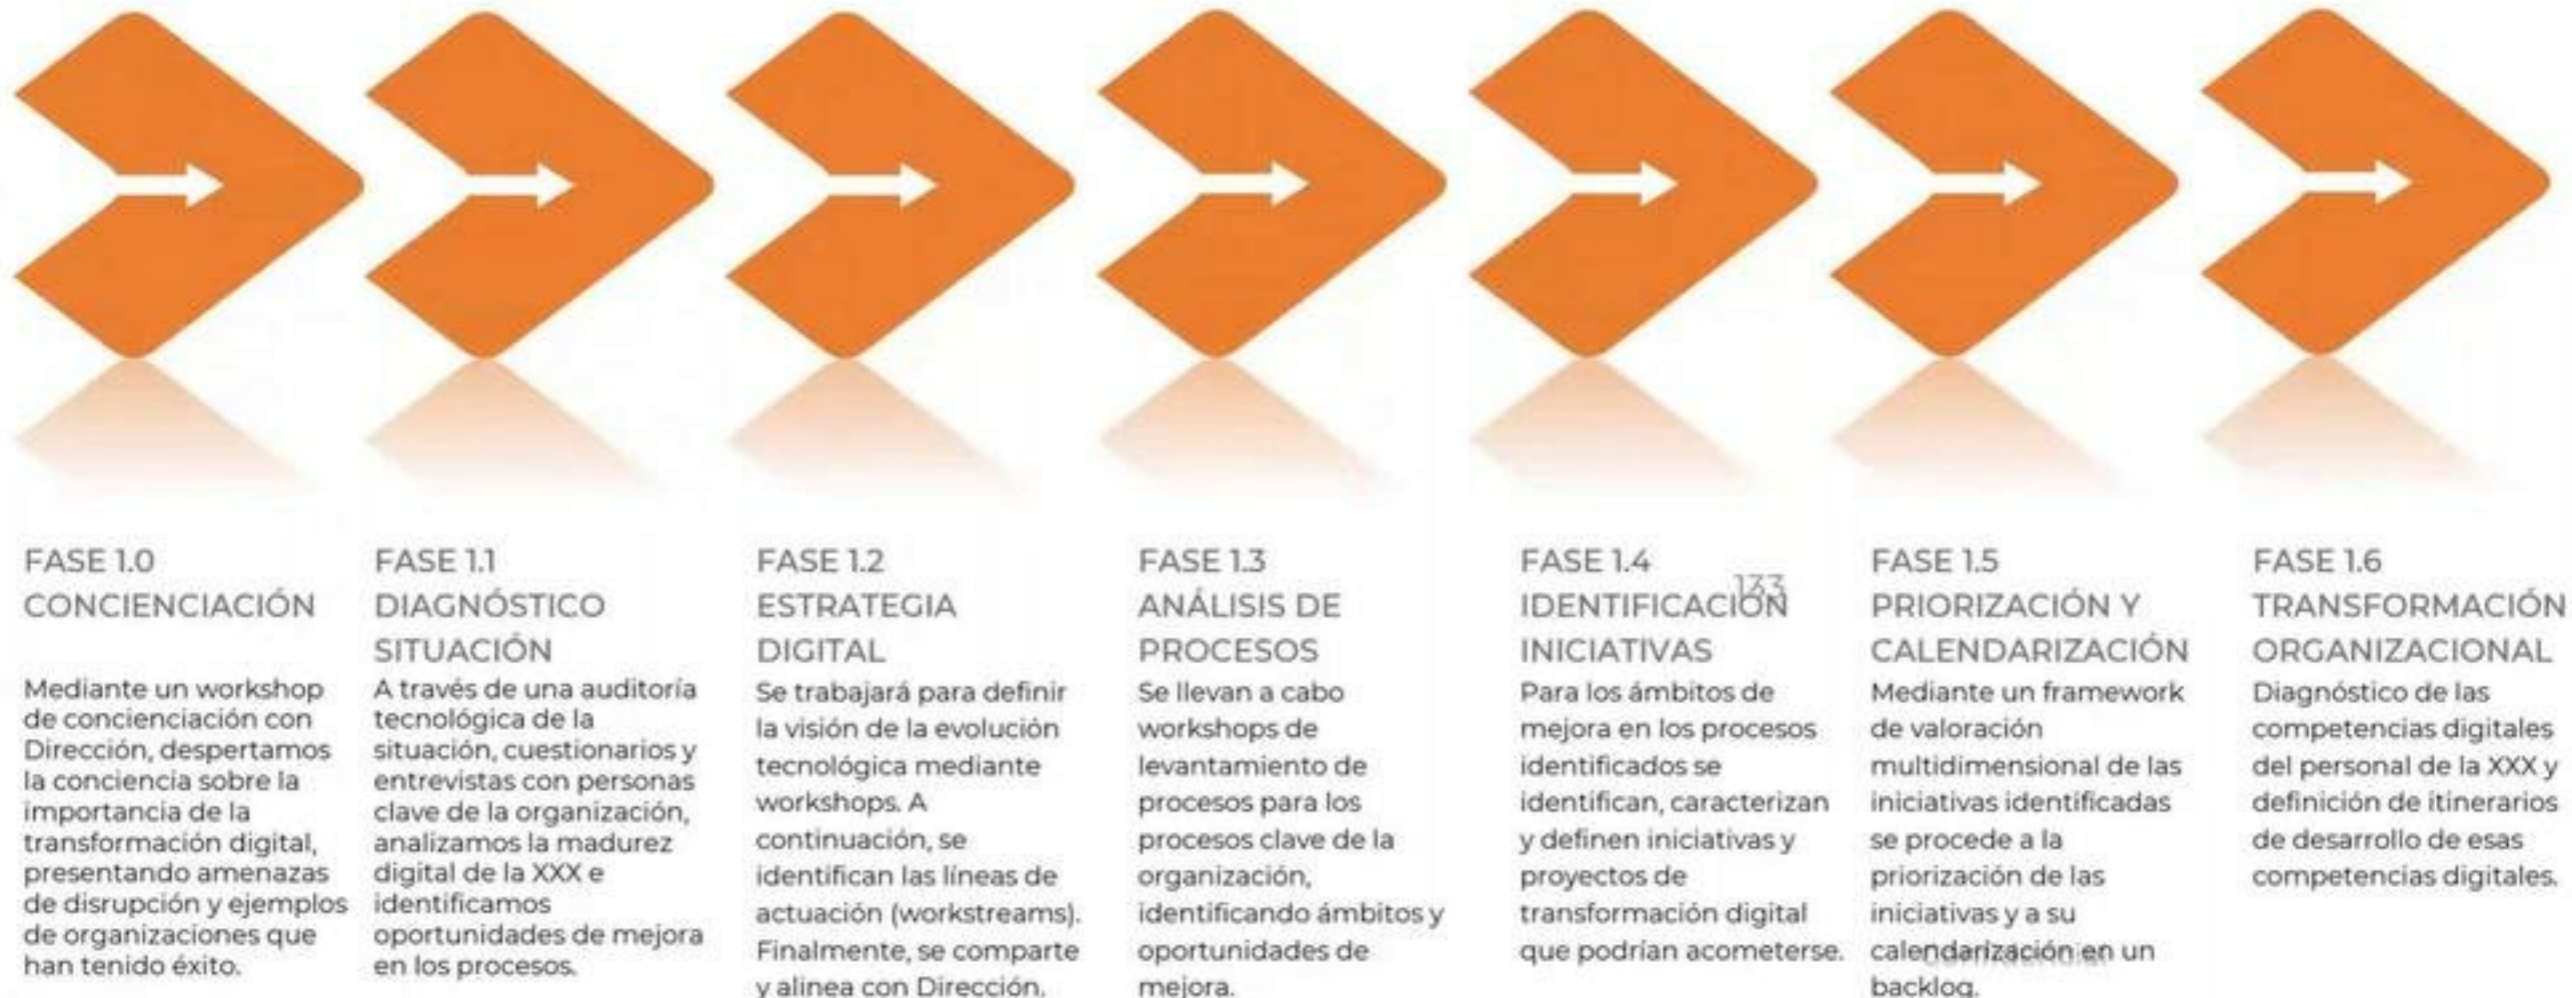 FASE 1.0
CONCIENCIACIÓN
Mediante un workshop
de concienciación con
Dirección, despertamos
la conciencia sobre la
importancia de la
transformación digital,
presentando amenazas
de disrupción y ejemplos
de organizaciones que
han tenido éxito.
FASE 1.1
DIAGNÓSTICO
SITUACIÓN
A través de una auditoría
tecnológica de la
situación, cuestionarios y
entrevistas con personas
clave de la organización,
analizamos la madurez
digital de la XXX e
identificamos
oportunidades de mejora
en los procesos.
FASE 1.2
ESTRATEGIA
DIGITAL
Se trabajará para definir
la visión de la evolución
tecnológica mediante
workshops. A
continuación, se
identifican las líneas de
actuación (workstreams).
Finalmente, se comparte
y alinea con Dirección.
FASE 1.3
ANÁLISIS DE
PROCESOS
Se llevan a cabo
workshops de
levantamiento de
procesos para los
procesos clave de la
organización,
identificando ámbitos y
oportunidades de
mejora.
FASE 1.4
133
IDENTIFICACIÓN
INICIATIVAS
Para los ámbitos de
mejora en los procesos
identificados se
identifican, caracterizan
y definen iniciativas y
proyectos de
transformación digital
que podrían acometerse.
FASE 1.5
PRIORIZACIÓN Y
CALENDARIZACIÓN
Mediante un framework
de valoración
multidimensional de las
iniciativas identificadas
se procede a la
priorización de las
iniciativas y a su
calendarización en un
backlog.
FASE 1.6
TRANSFORMACIÓN
ORGANIZACIONAL
Diagnóstico de las
competencias digitales
del personal de la XXX y
definición de itinerarios
de desarrollo de esas
competencias digitales.